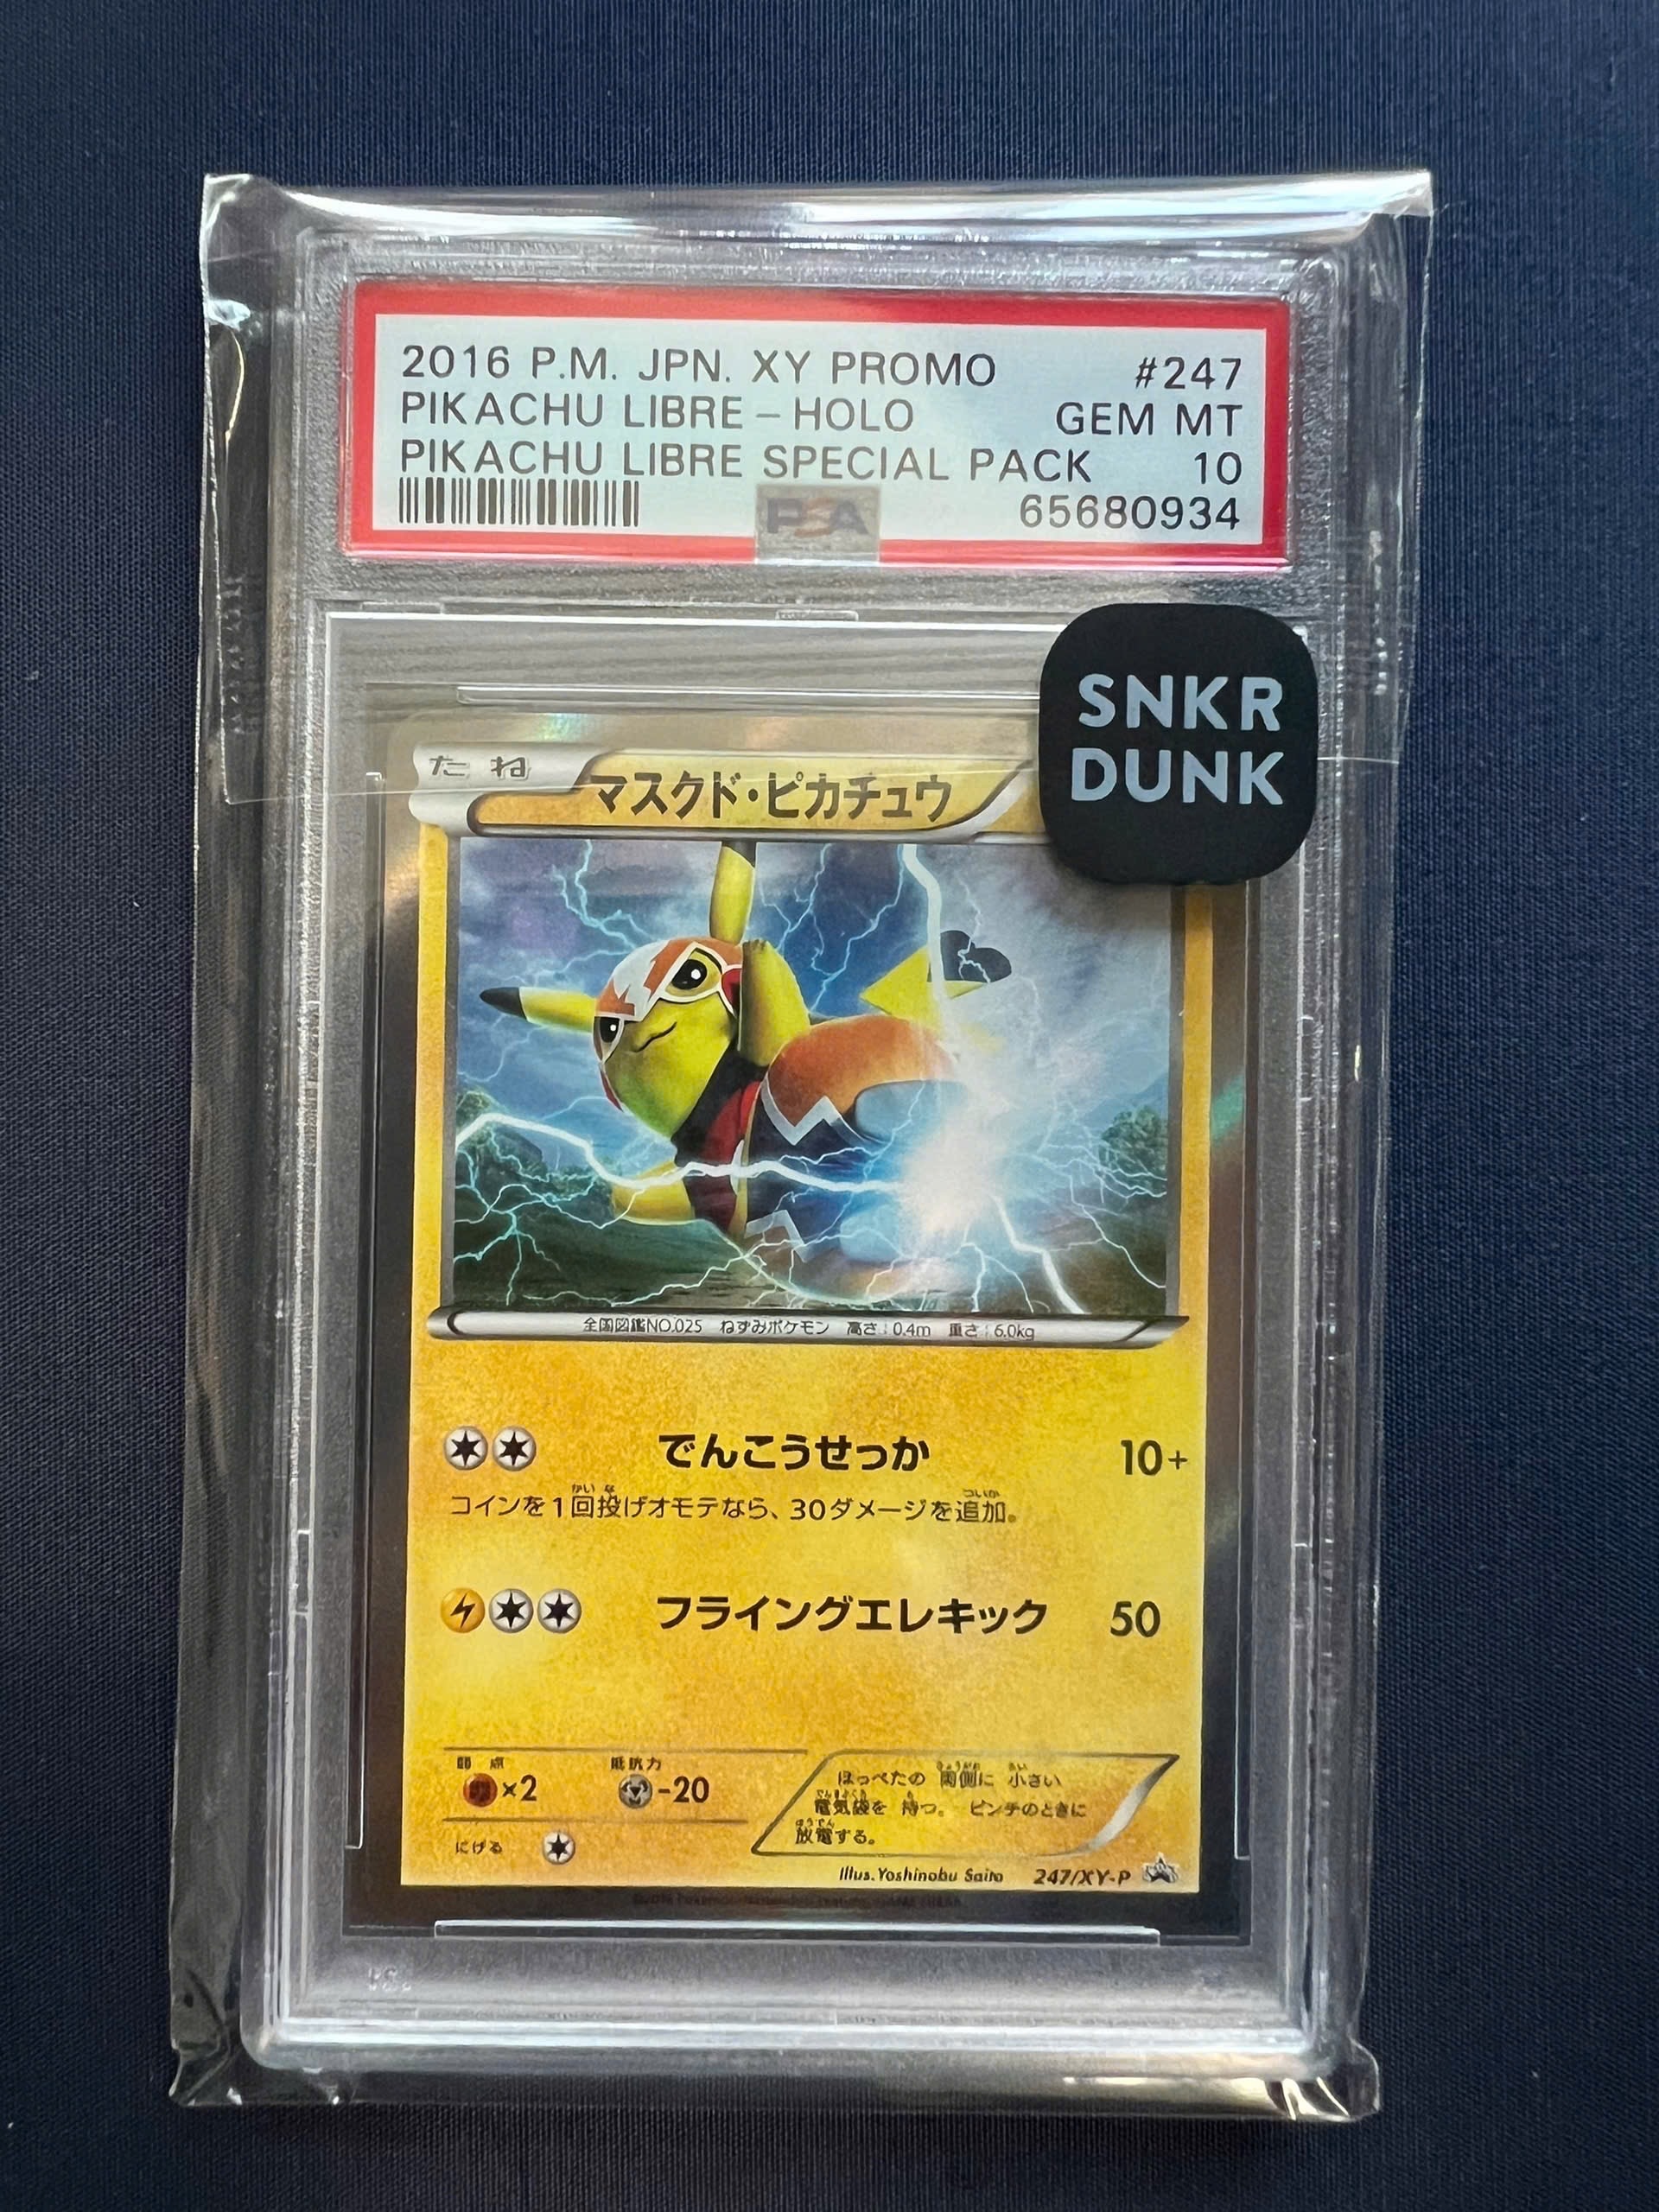 2016 P.M. JPN. XY PROMO #247
PIKACHU LIBRE - HOLO GEM MT
PIKACHU LIBRE SPECIAL PACK 10
65680934
PSA
SNKR
DUNK
たね
マスクド・ピカチュウ
全国図鑑NO.025 ねずみポケモン 高さ:0.4m 重さ:6.0kg
でんこうせっか 10+
コインを1回投げオモテなら、30ダメージを追加。
フライングエレキック 50
弱点 抵抗力
×2 -20
にげる
ほっぺたの 両側に 小さい
電気袋を 持つ。 ピンチのときに
放電する。
Illus. Yoshinobu Saito 247/XY-P